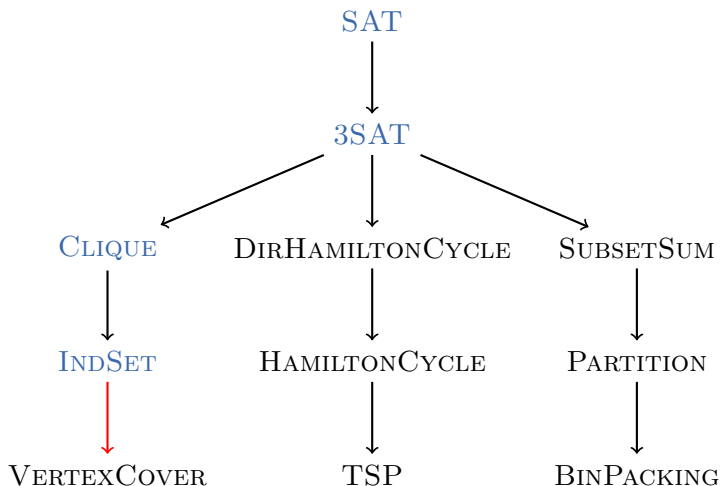 SAT
3SAT
CLIQUE DIRHAMILTONCYCLE SUBSETSUM
INDSET HAMILTONCYCLE PARTITION
VERTEXCOVER TSP BINPACKING